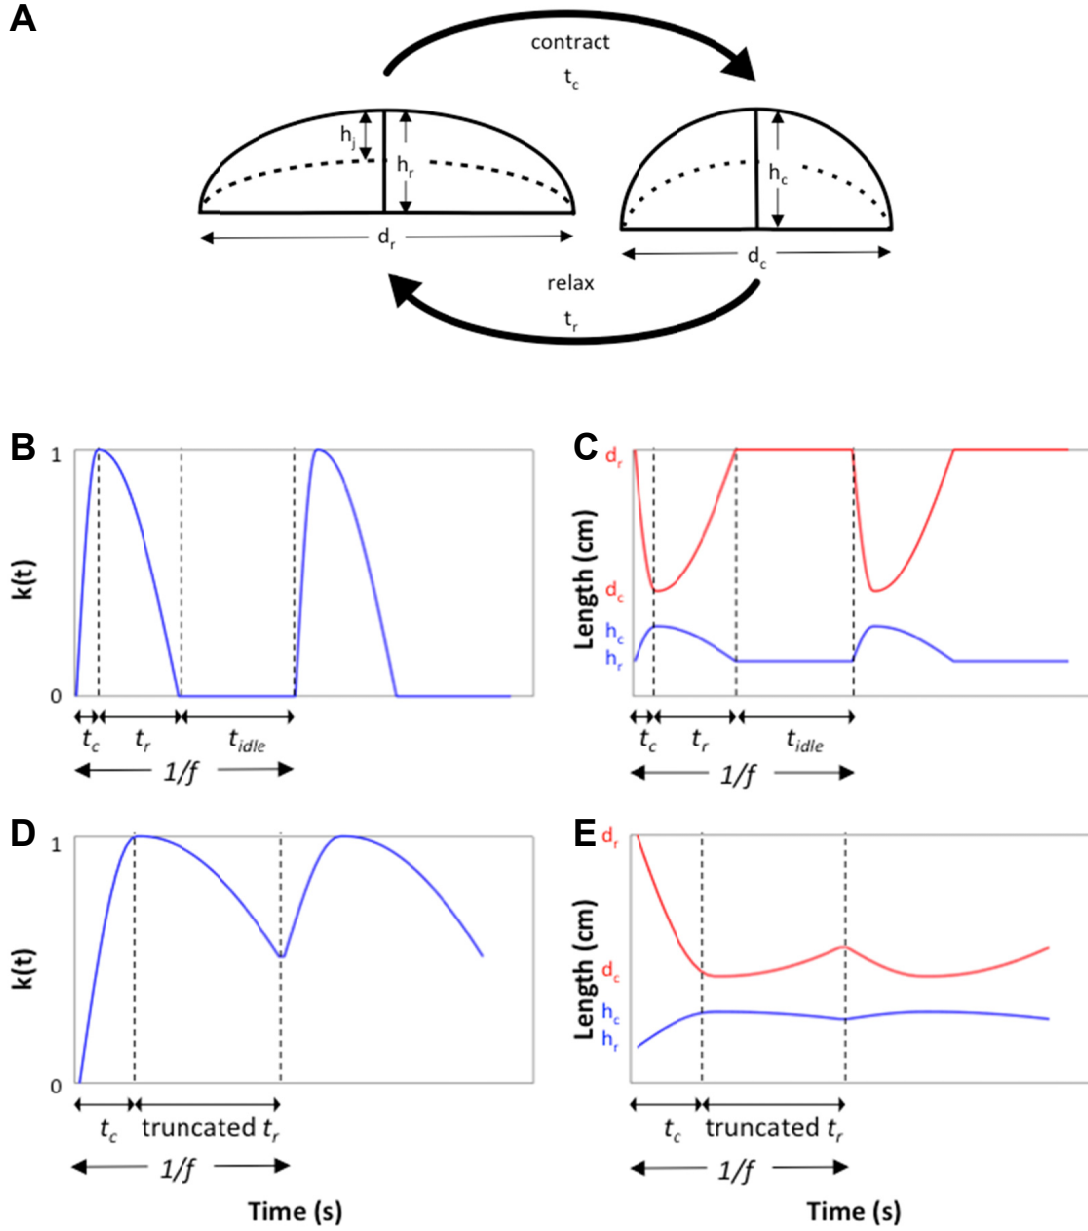 A
contract
t_c
h_j
h_r
h_c
d_r
d_c
relax
t_r
B
1
k(t)
0
t_c t_r t_idle
1/f
C
d_r
Length (cm)
d_c
h_c
h_r
t_c t_r t_idle
1/f
D
1
k(t)
0
t_c truncated t_r
1/f
Time (s)
E
d_r
Length (cm)
d_c
h_c
h_r
t_c truncated t_r
1/f
Time (s)